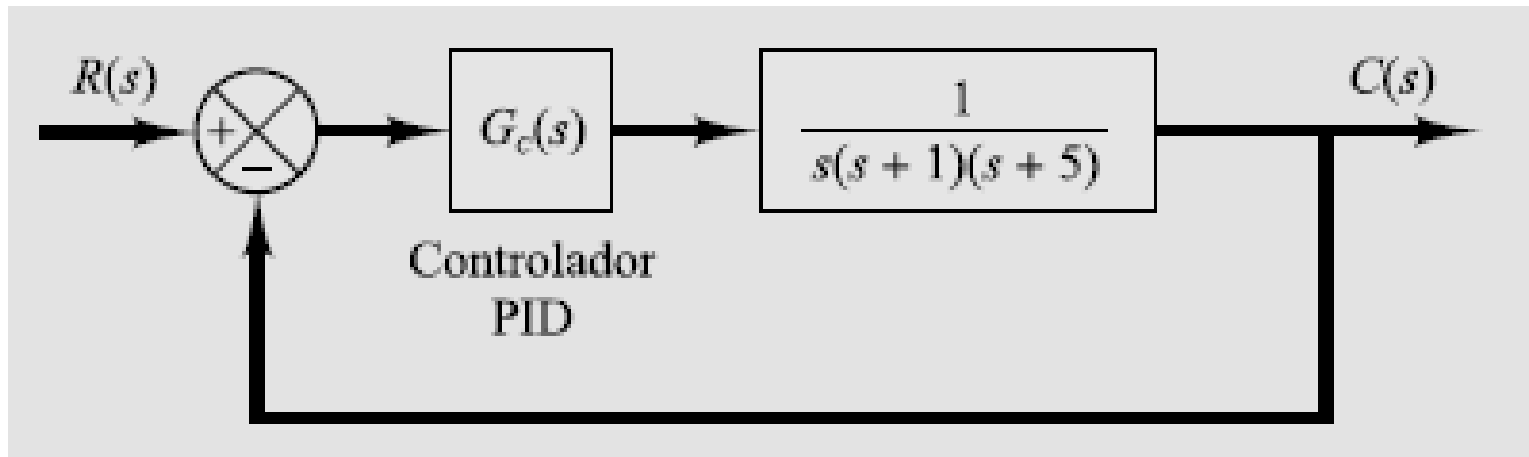 R(s)
C(s)
+
−
G_c(s)
1
s(s + 1)(s + 5)
Controlador
PID